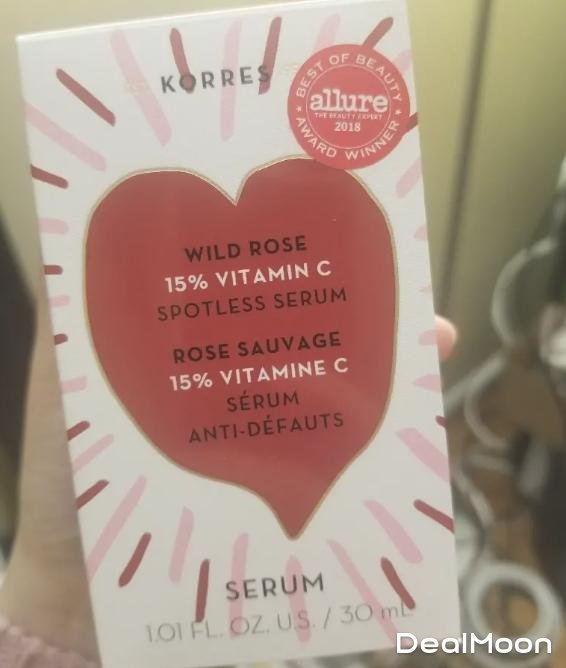 KORRES
BEST OF BEAUTY
allure
THE BEAUTY EXPERT
2018
AWARD WINNER
WILD ROSE
15% VITAMIN C
SPOTLESS SERUM
ROSE SAUVAGE
15% VITAMINE C
SÉRUM
ANTI-DÉFAUTS
SERUM
1.01 FL. OZ. U.S. / 30 mL
DealMoon